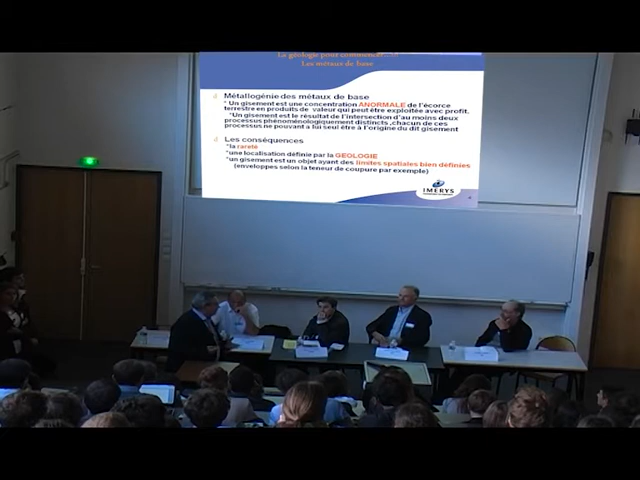 La géologie pour commencer....
Les métaux de base
Métallogénie des métaux de base
*Un gisement est une concentration ANORMALE de l'écorce
terrestre en produits de valeur qui peut être exploitée avec profit.
*Un gisement est le résultat de l'intersection d'au moins deux
processus phénoménologiquement distincts ,chacun de ces
processus ne pouvant a lui seul être à l'origine du dit gisement
Les conséquences
*la rareté
*une localisation définie par la GEOLOGIE
*un gisement est un objet ayant des limites spatiales bien définies
(enveloppes selon la teneur de coupure par exemple)
IMERYS